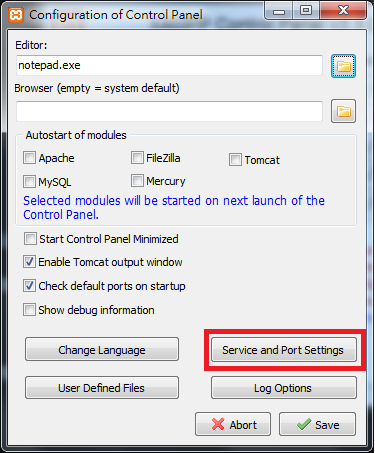 Configuration of Control Panel
Editor:
notepad.exe
Browser (empty = system default)
Autostart of modules
Apache
FileZilla
Tomcat
MySQL
Mercury
Selected modules will be started on next launch of the
Control Panel.
Start Control Panel Minimized
Enable Tomcat output window
Check default ports on startup
Show debug information
Change Language
Service and Port Settings
User Defined Files
Log Options
Abort
Save